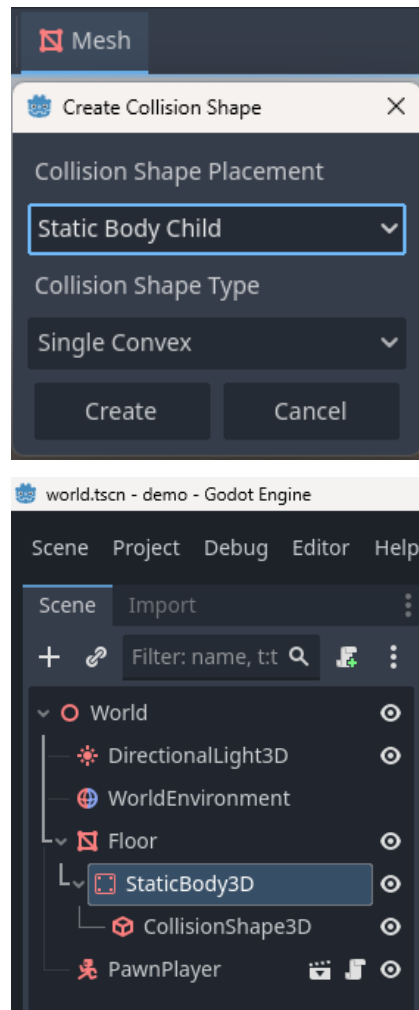 Mesh
Create Collision Shape
Collision Shape Placement
Static Body Child
Collision Shape Type
Single Convex
Create Cancel
world.tscn - demo - Godot Engine
Scene Project Debug Editor Help
Scene Import
Filter: name, t:t
World
DirectionalLight3D
WorldEnvironment
Floor
StaticBody3D
CollisionShape3D
PawnPlayer